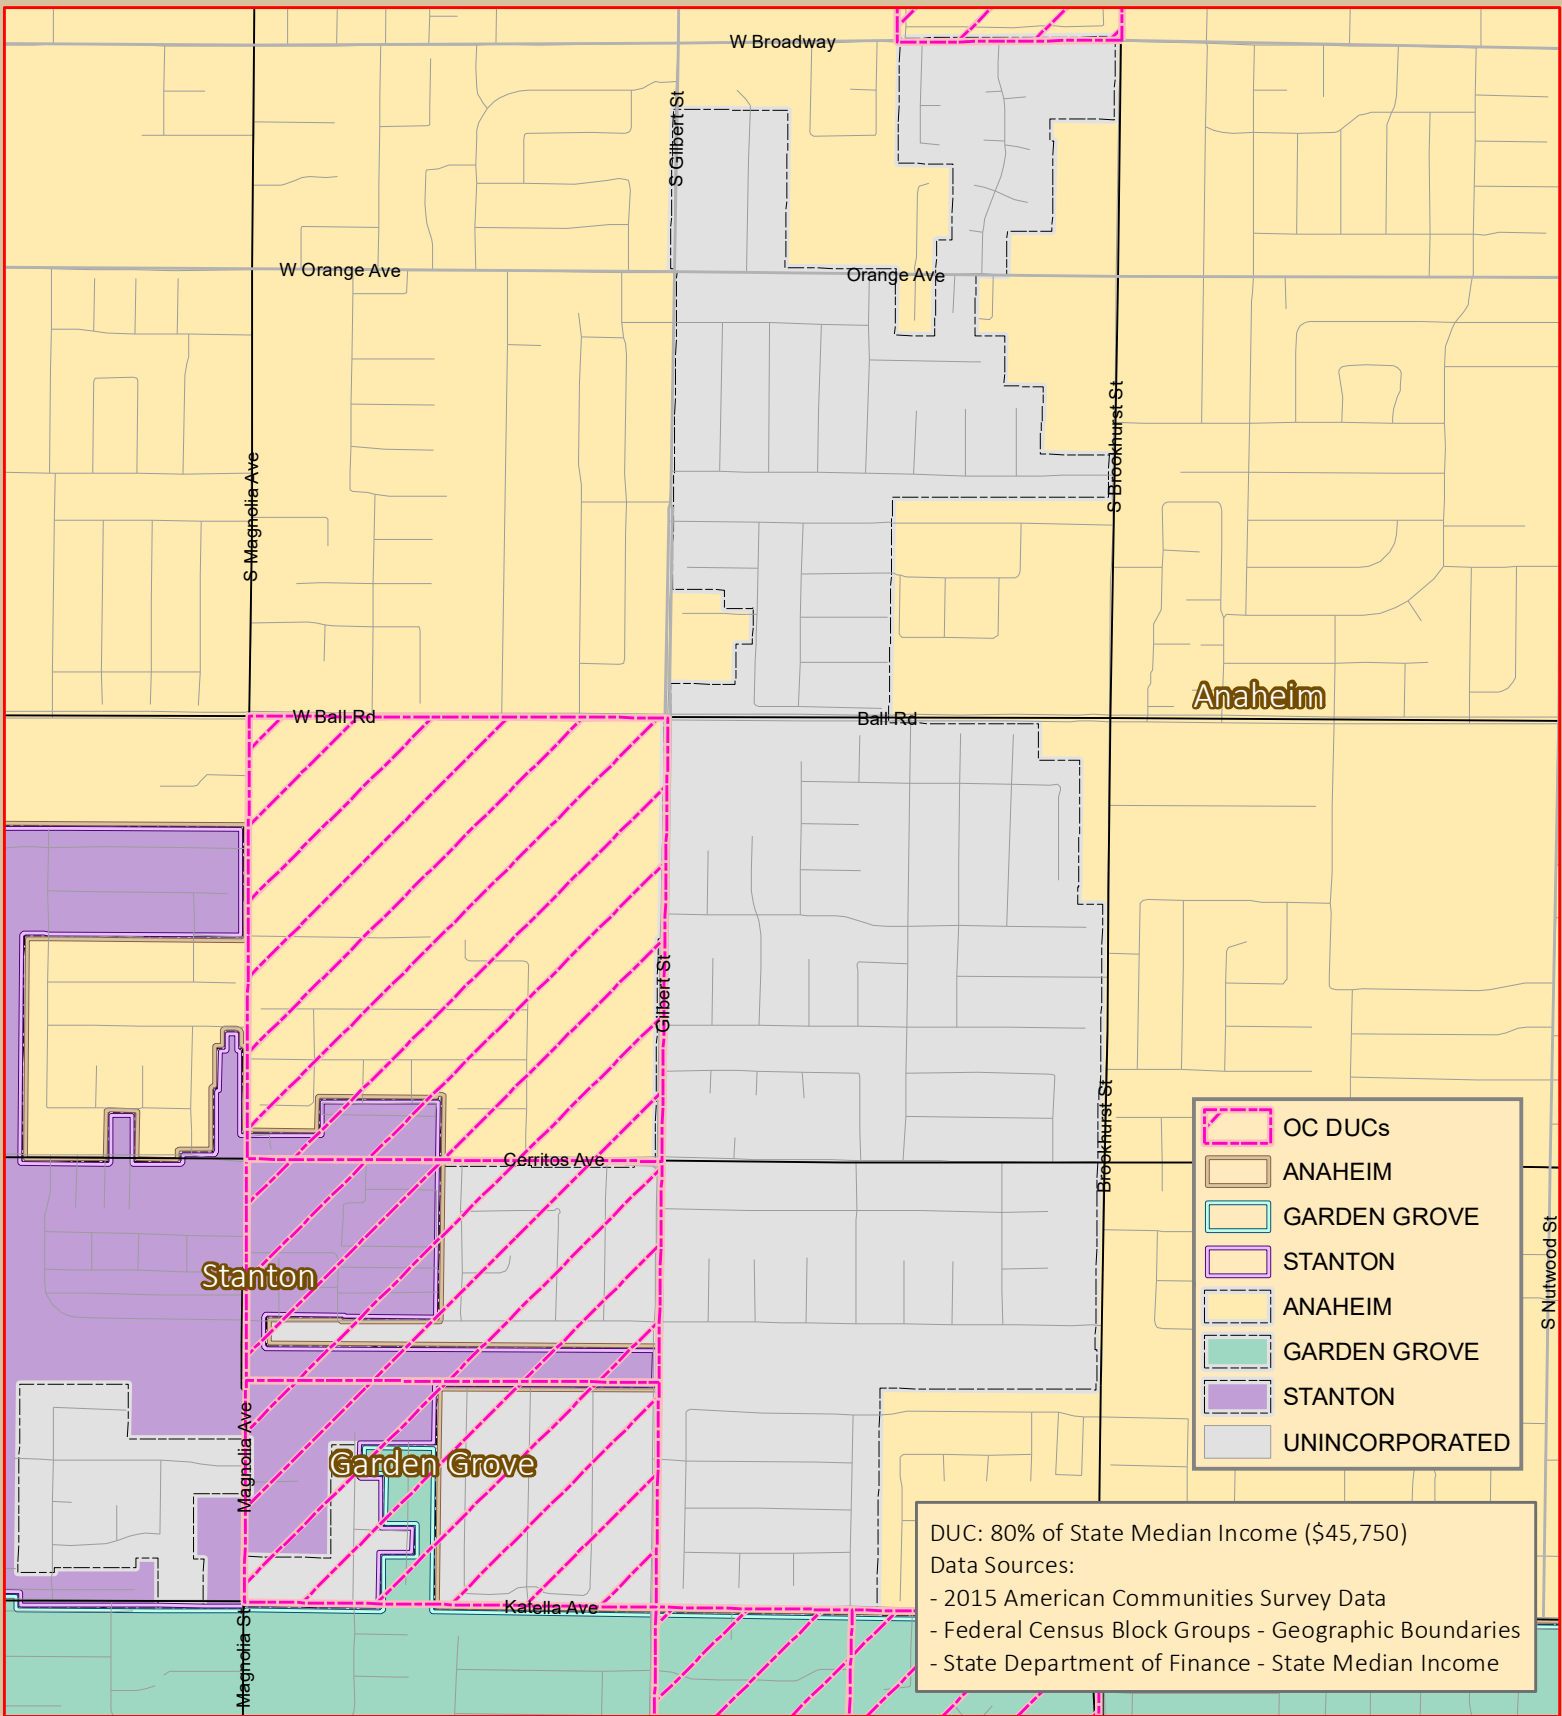 W Broadway
S Gilbert St
W Orange Ave
Orange Ave
S Magnolia Ave
S Brookhurst St
Anaheim
W Ball Rd
Ball Rd
Gilbert St
Cerritos Ave
Brookhurst St
Stanton
S Nutwood St
Magnolia Ave
Garden Grove
Katella Ave
Magnolia St
OC DUCs
ANAHEIM
GARDEN GROVE
STANTON
ANAHEIM
GARDEN GROVE
STANTON
UNINCORPORATED
DUC: 80% of State Median Income ($45,750)
Data Sources:
- 2015 American Communities Survey Data
- Federal Census Block Groups - Geographic Boundaries
- State Department of Finance - State Median Income